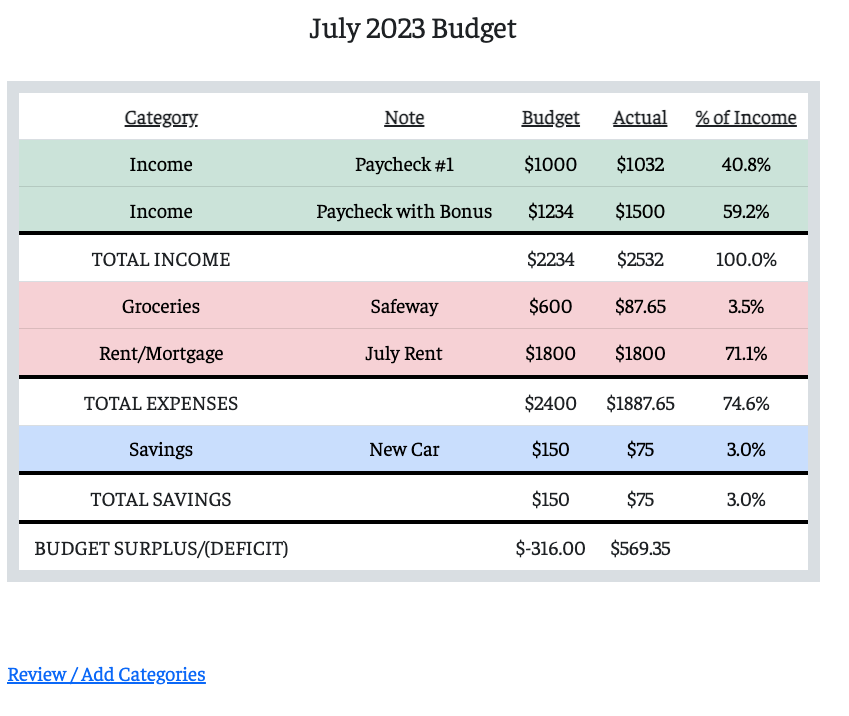 July 2023 Budget
Category Note Budget Actual % of Income
Income Paycheck #1 $1000 $1032 40.8%
Income Paycheck with Bonus $1234 $1500 59.2%
TOTAL INCOME $2234 $2532 100.0%
Groceries Safeway $600 $87.65 3.5%
Rent/Mortgage July Rent $1800 $1800 71.1%
TOTAL EXPENSES $2400 $1887.65 74.6%
Savings New Car $150 $75 3.0%
TOTAL SAVINGS $150 $75 3.0%
BUDGET SURPLUS/(DEFICIT) $-316.00 $569.35
Review / Add Categories